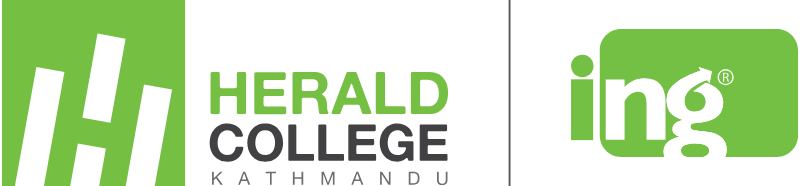 HERALD
COLLEGE
KATHMANDU
ing®